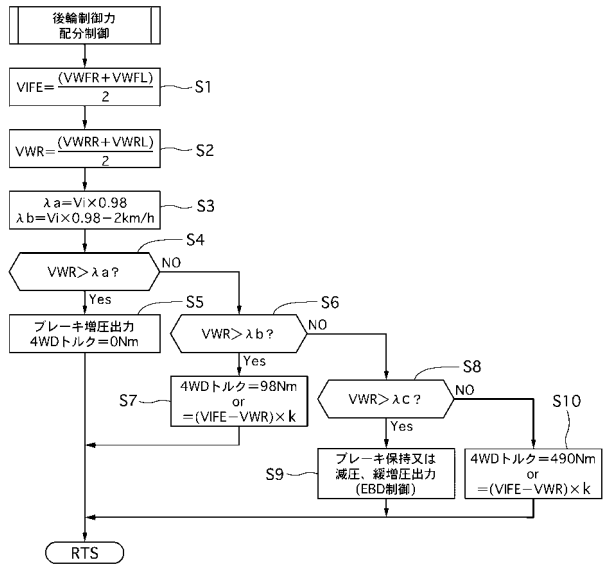 後輪制御力
配分制御
VIFE=(VWFR+VWFL)/2
S1
VWR=(VWRR+VWRL)/2
S2
λa=Vi×0.98
λb=Vi×0.98-2km/h
S3
S4
VWR>λa?
NO
Yes
S5
ブレーキ増圧出力
4WDトルク=0Nm
S6
VWR>λb?
NO
Yes
S7
4WDトルク=98Nm
or
=(VIFE-VWR)×k
S8
VWR>λc?
NO
Yes
S9
ブレーキ保持又は
減圧、緩増圧出力
(EBD制御)
S10
4WDトルク=490Nm
or
=(VIFE-VWR)×k
RTS